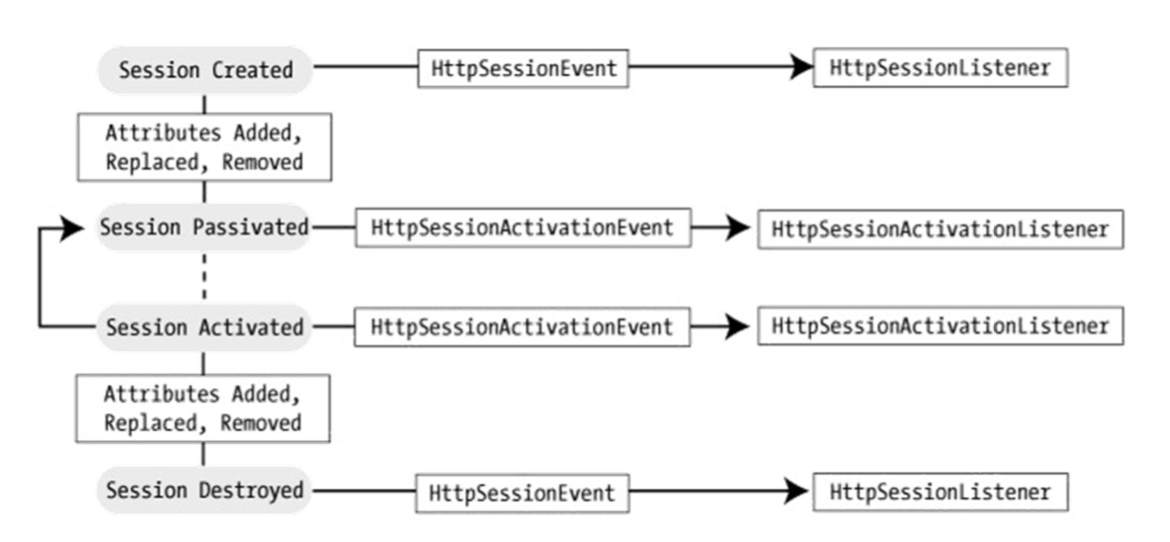 Session Created
HttpSessionEvent
HttpSessionListener
Attributes Added,
Replaced, Removed
Session Passivated
HttpSessionActivationEvent
HttpSessionActivationListener
Session Activated
HttpSessionActivationEvent
HttpSessionActivationListener
Attributes Added,
Replaced, Removed
Session Destroyed
HttpSessionEvent
HttpSessionListener